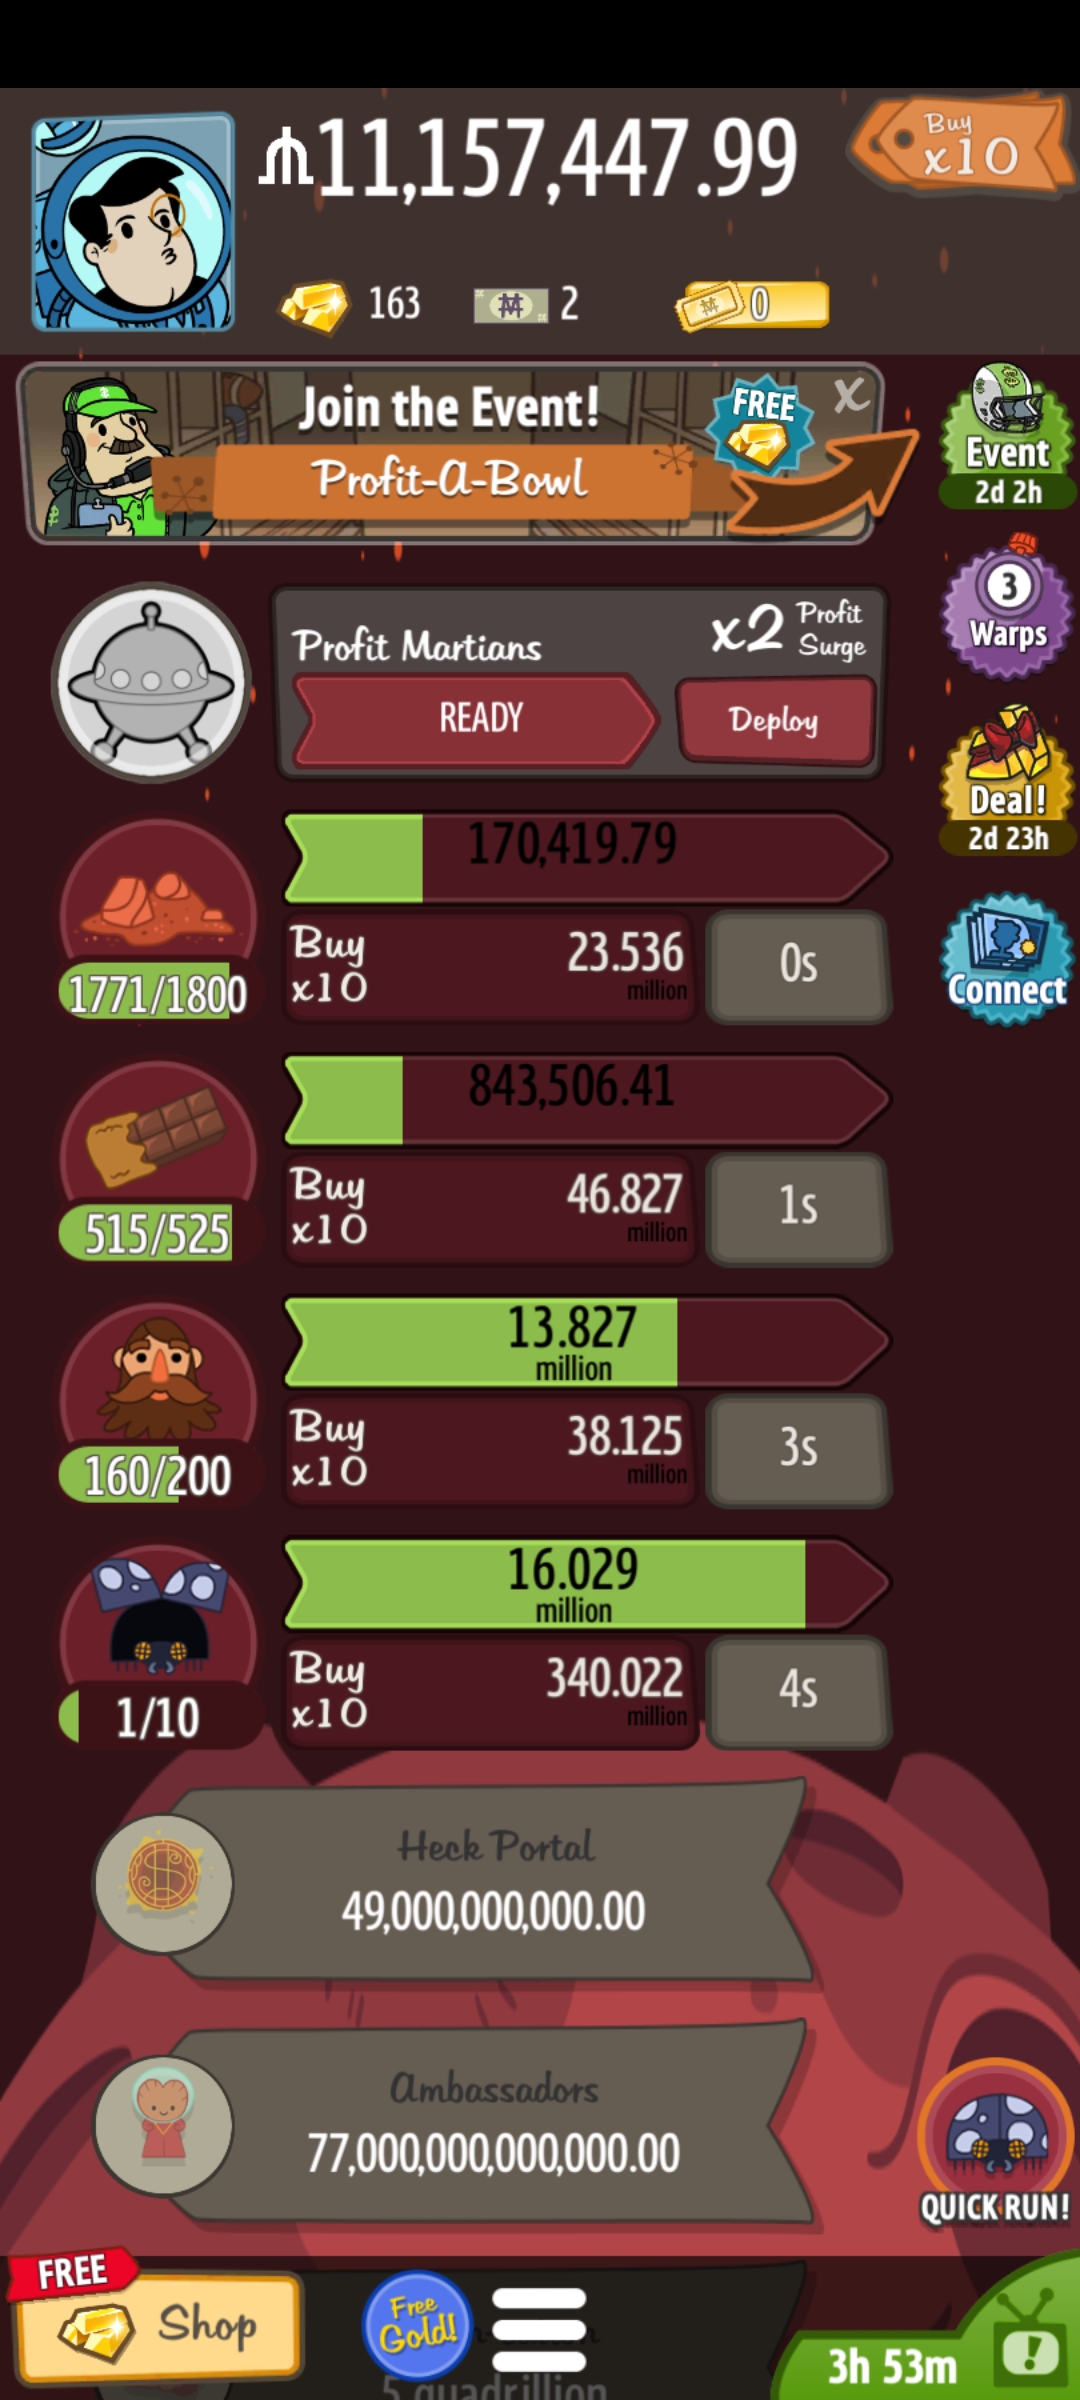 ₼11,157,447.99
Buy
x10
163
2
0
Join the Event!
Profit-A-Bowl
FREE
X
Event
2d 2h
3
Warps
Profit Martians
x2 Profit
Surge
READY
Deploy
Deal!
2d 23h
170,419.79
1771/1800
Buy
x10
23.536
million
0s
Connect
843,506.41
515/525
Buy
x10
46.827
million
1s
13.827
million
160/200
Buy
x10
38.125
million
3s
16.029
million
1/10
Buy
x10
340.022
million
4s
Heck Portal
49,000,000,000.00
Ambassadors
77,000,000,000,000.00
QUICK RUN!
FREE
Shop
Free
Gold!
3h 53m
5 quadrillion